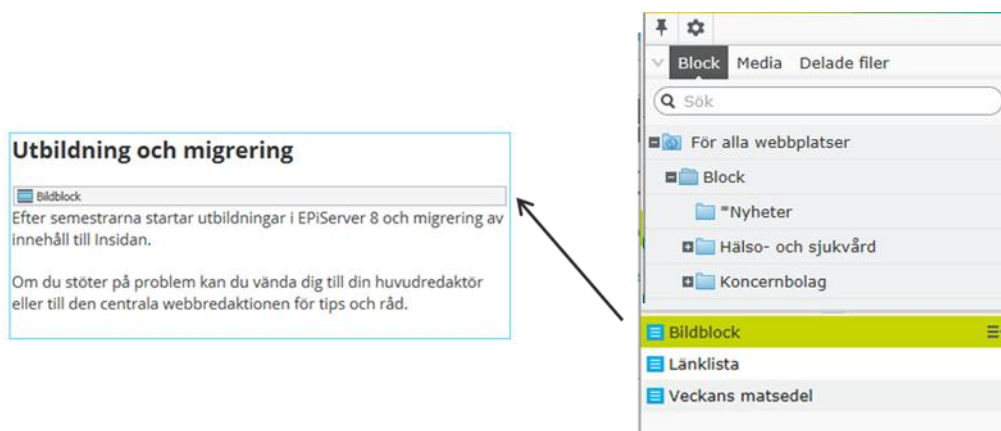 Utbildning och migrering
Bildblock
Efter semestrarna startar utbildningar i EPiServer 8 och migrering av
innehåll till Insidan.
Om du stöter på problem kan du vända dig till din huvudredaktör
eller till den centrala webbredaktionen för tips och råd.
Block Media Delade filer
Sök
För alla webbplatser
Block
*Nyheter
Hälso- och sjukvård
Koncernbolag
Bildblock
Länklista
Veckans matsedel